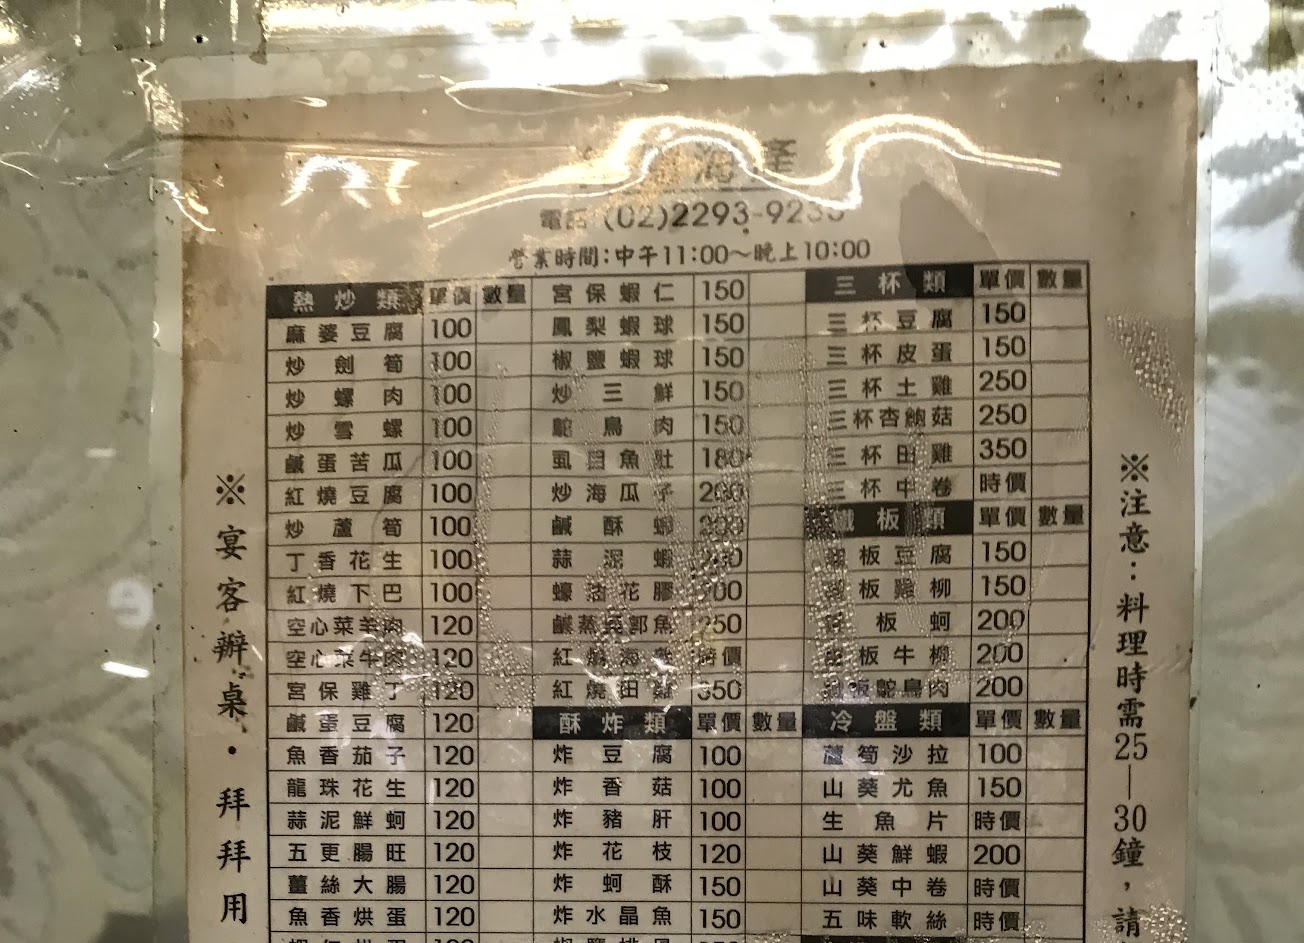 海產
電話:(02)2293-923
營業時間:中午11:00～晚上10:00
熱炒類 單價 數量
麻婆豆腐 100
炒劍筍 100
炒螺肉 100
炒雪螺 100
鹹蛋苦瓜 100
紅燒豆腐 100
炒蘆筍 100
丁香花生 100
紅燒下巴 100
空心菜羊肉 120
空心菜牛肉 120
宮保雞丁 120
鹹蛋豆腐 120
魚香茄子 120
龍珠花生 120
蒜泥鮮蚵 120
五更腸旺 120
薑絲大腸 120
魚香烘蛋 120
宮保蝦仁 150
鳳梨蝦球 150
椒鹽蝦球 150
炒三鮮 150
鴕鳥肉 150
虱目魚肚 180
炒海瓜子 200
鹹酥蝦 200
蒜泥蝦
蠔油花膠
鹹蒸 郭魚 250
紅燒海 時價
紅燒田雞 350
酥炸類 單價 數量
炸豆腐 100
炸香菇 100
炸豬肝 100
炸花枝 120
炸蚵酥 150
炸水晶魚 150
三杯類 單價 數量
三杯豆腐 150
三杯皮蛋 150
三杯土雞 250
三杯杏鮑菇 250
三杯田雞 350
三杯中卷 時價
鐵板類 單價 數量
鐵板豆腐 150
鐵板雞柳 150
鐵板蚵 200
鐵板牛柳 200
鐵板鴕鳥肉 200
冷盤類 單價 數量
蘆筍沙拉 100
山葵尤魚 150
生魚片 時價
山葵鮮蝦 200
山葵中卷 時價
五味軟絲 時價
※宴客辦桌·拜拜用
※注意:料理時需25—30鐘,請